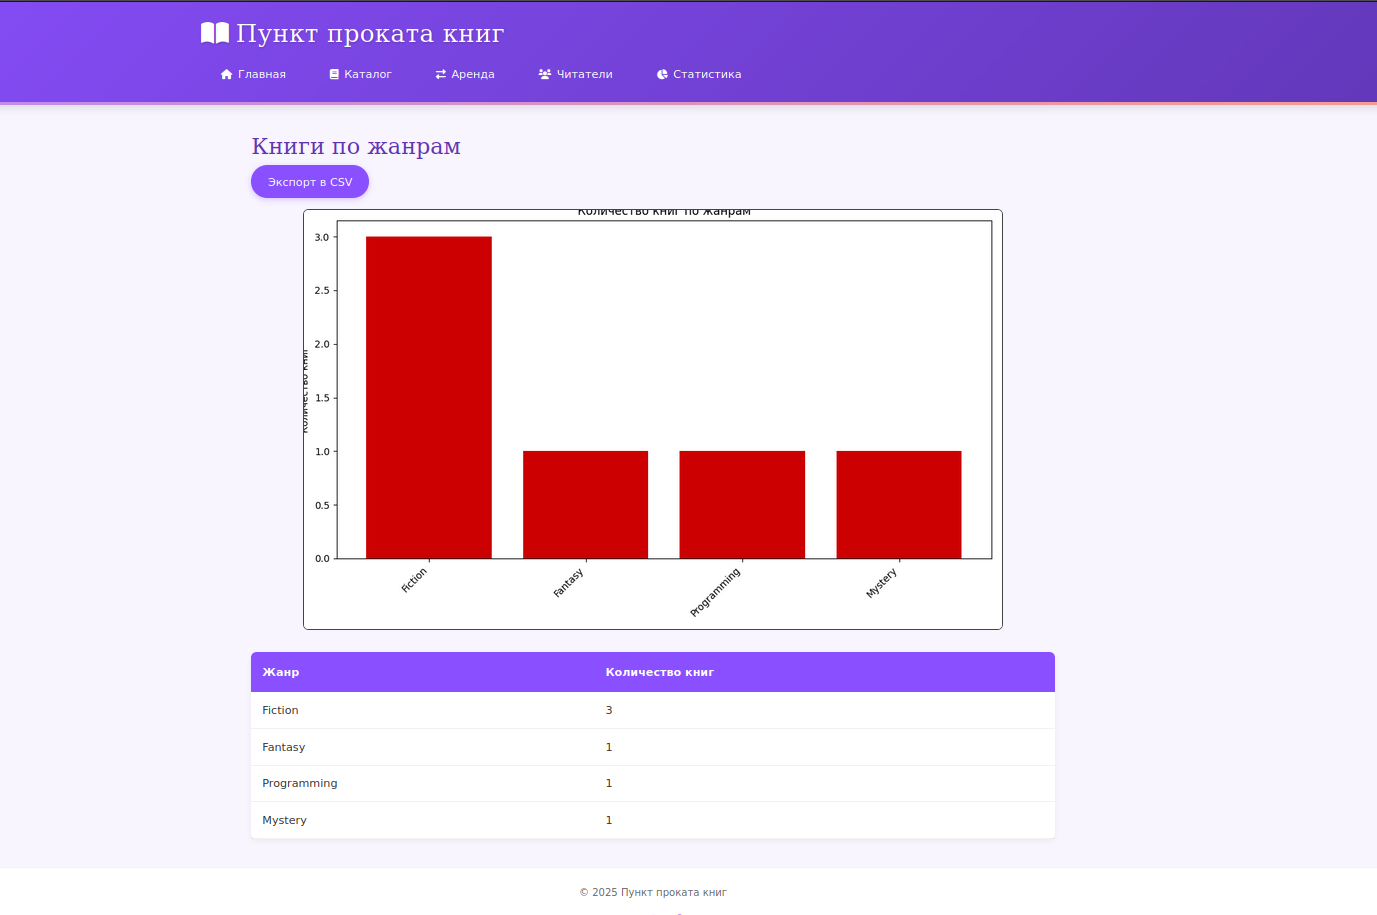 Пункт проката книг
Главная Каталог Аренда Читатели Статистика
Книги по жанрам
Экспорт в CSV
Количество книг по жанрам
3.0
2.5
2.0
1.5
1.0
0.5
0.0
Количество книг
Fiction Fantasy Programming Mystery
Жанр Количество книг
Fiction 3
Fantasy 1
Programming 1
Mystery 1
© 2025 Пункт проката книг